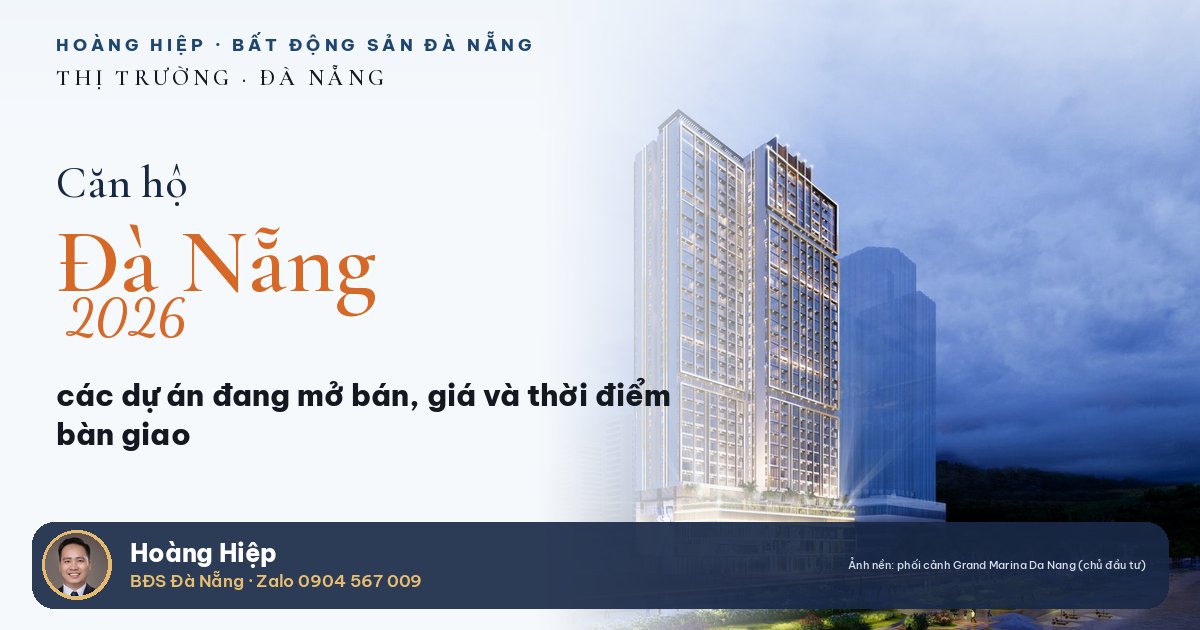 HOÀNG HIỆP · BẤT ĐỘNG SẢN ĐÀ NẴNG
THỊ TRƯỜNG · ĐÀ NẴNG
Căn hộ
Đà Nẵng
2026
các dự án đang mở bán, giá và thời điểm
bàn giao
Hoàng Hiệp
BĐS Đà Nẵng · Zalo 0904 567 009
Ảnh nền: phối cảnh Grand Marina Da Nang (chủ đầu tư)